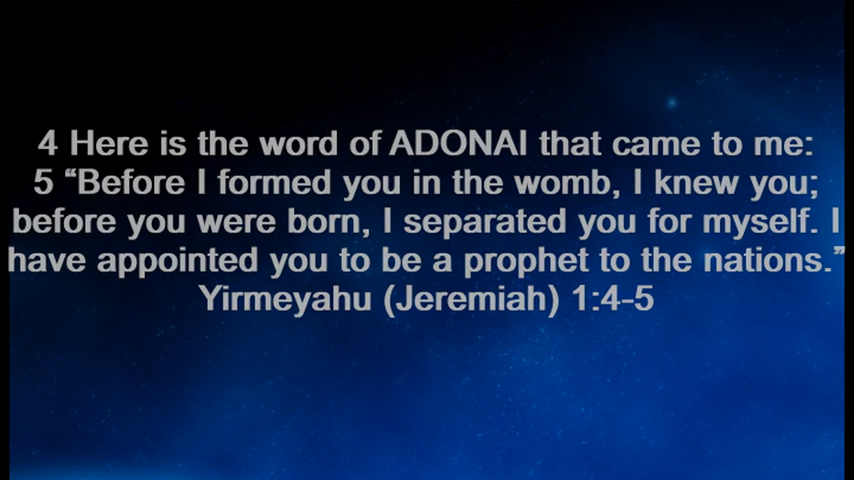 4 Here is the word of ADONAI that came to me:
5 “Before I formed you in the womb, I knew you;
before you were born, I separated you for myself. I
have appointed you to be a prophet to the nations.”
Yirmeyahu (Jeremiah) 1:4-5